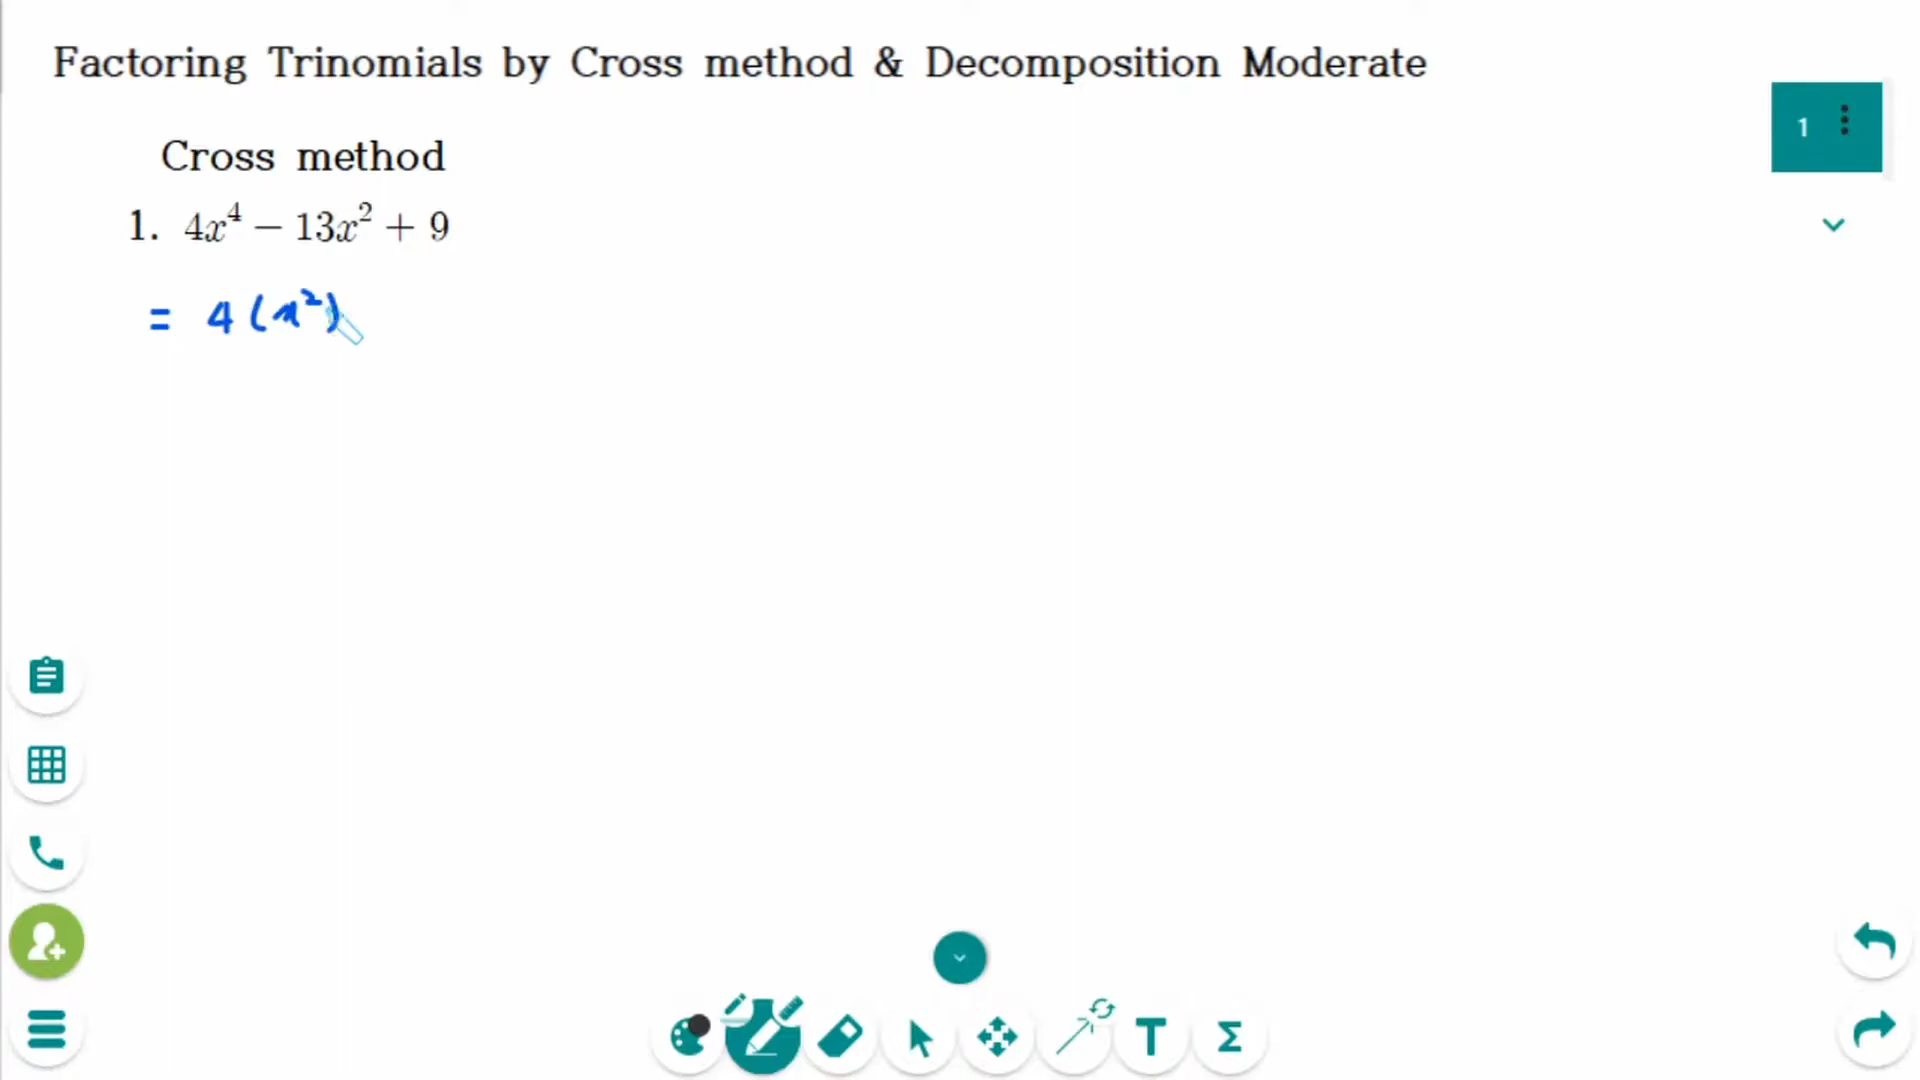 Factoring Trinomials by Cross method & Decomposition Moderate
1
Cross method
1. 4x⁴ − 13x² + 9
= 4(x²)
T
Σ